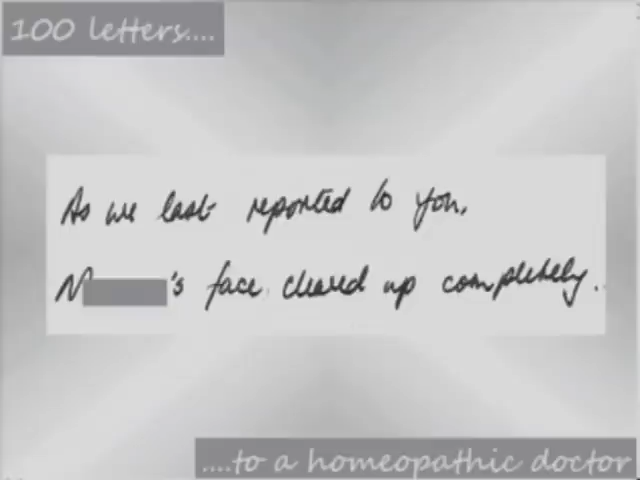 100 letters....
As we last reported to you,
N 's face cleared up completely.
....to a homeopathic doctor